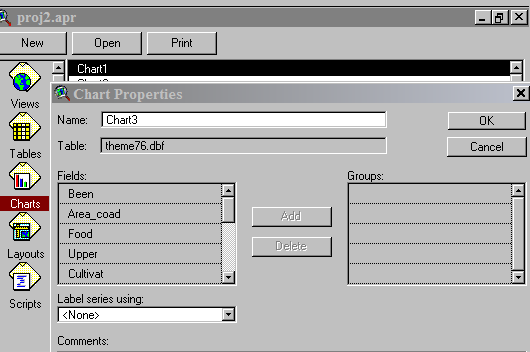 proj2.apr
New Open Print
Chart1
Views
Tables
Charts
Layouts
Scripts
Chart Properties
Name: Chart3 OK
Table: theme76.dbf Cancel
Fields: Groups:
Been
Area_coad Add
Food
Upper Delete
Cultivat
Label series using:
<None>
Comments: